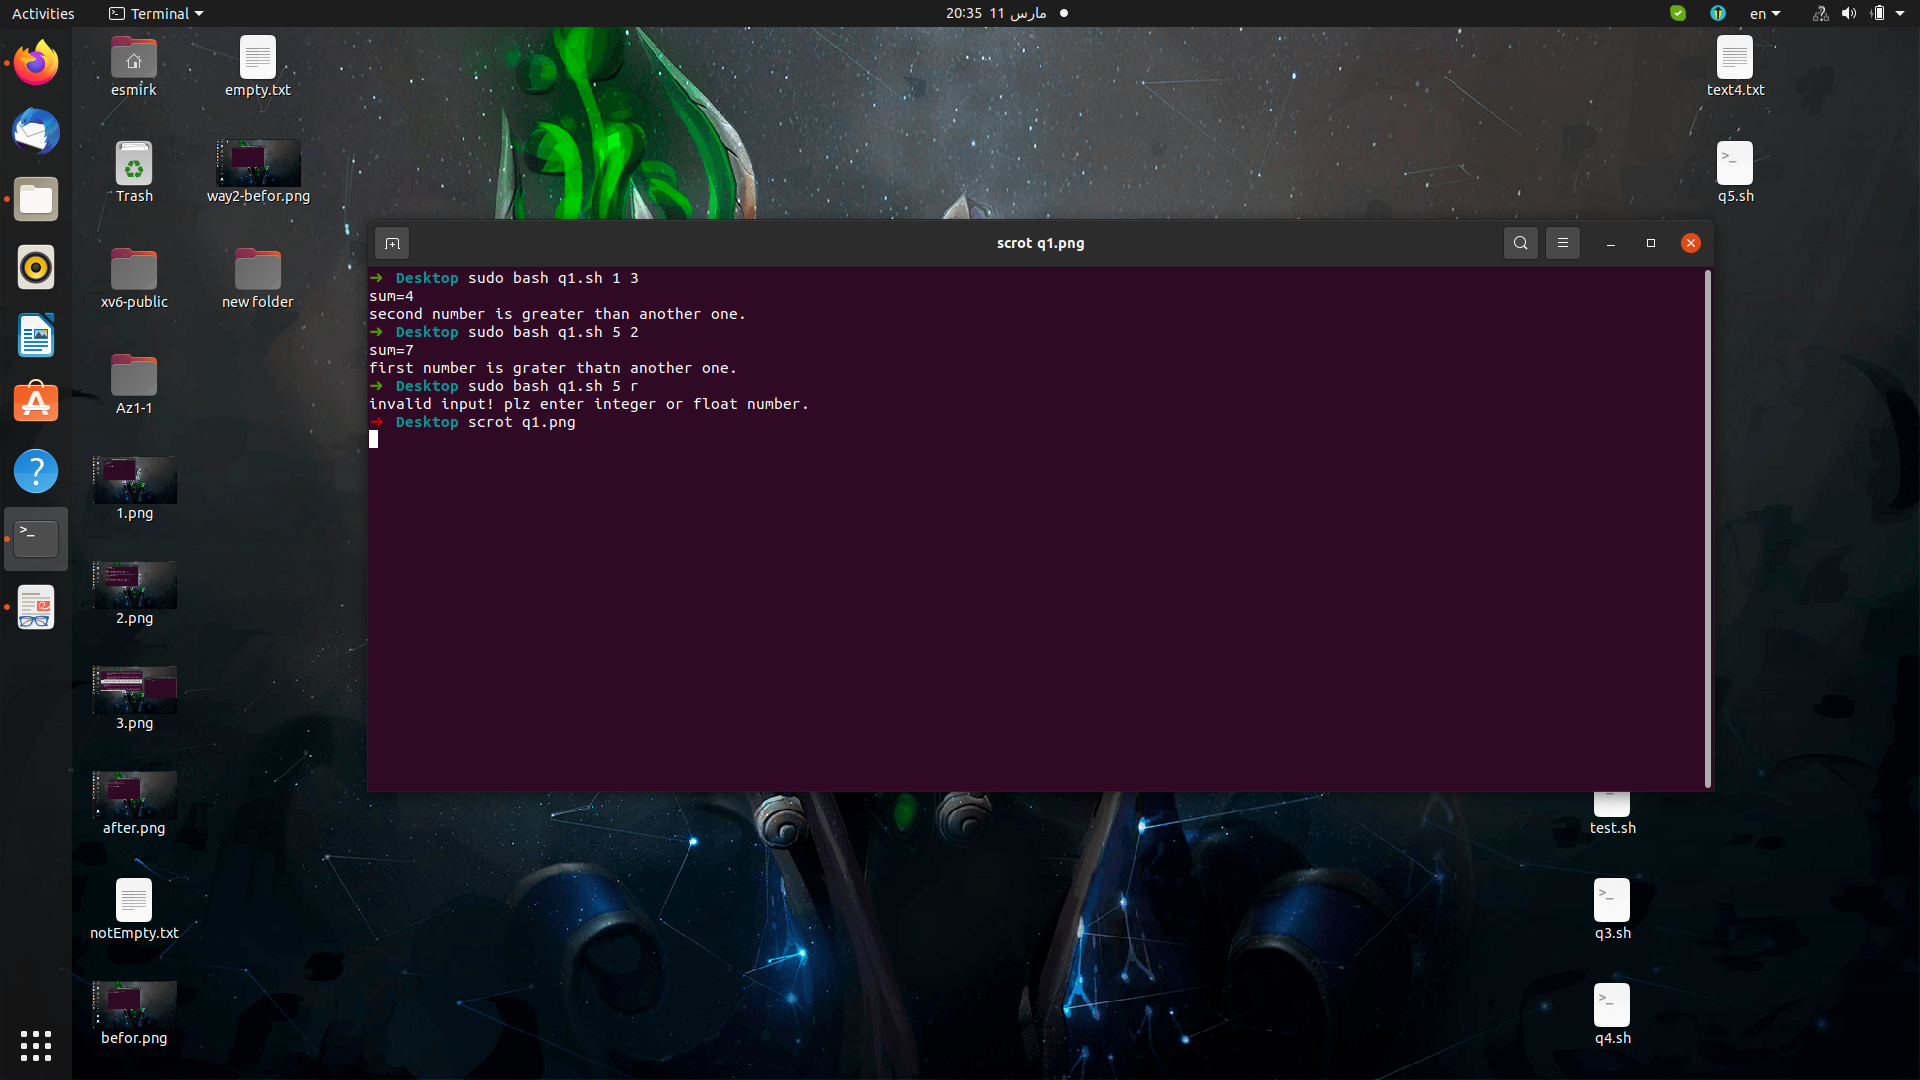 Activities
Terminal
20:35 11 مارس
en
esmirk
empty.txt
text4.txt
Trash
way2-befor.png
q5.sh
xv6-public
new folder
Az1-1
1.png
2.png
3.png
after.png
notEmpty.txt
befor.png
test.sh
q3.sh
q4.sh
scrot q1.png
➜ Desktop sudo bash q1.sh 1 3
sum=4
second number is greater than another one.
➜ Desktop sudo bash q1.sh 5 2
sum=7
first number is grater thatn another one.
➜ Desktop sudo bash q1.sh 5 r
invalid input! plz enter integer or float number.
➜ Desktop scrot q1.png